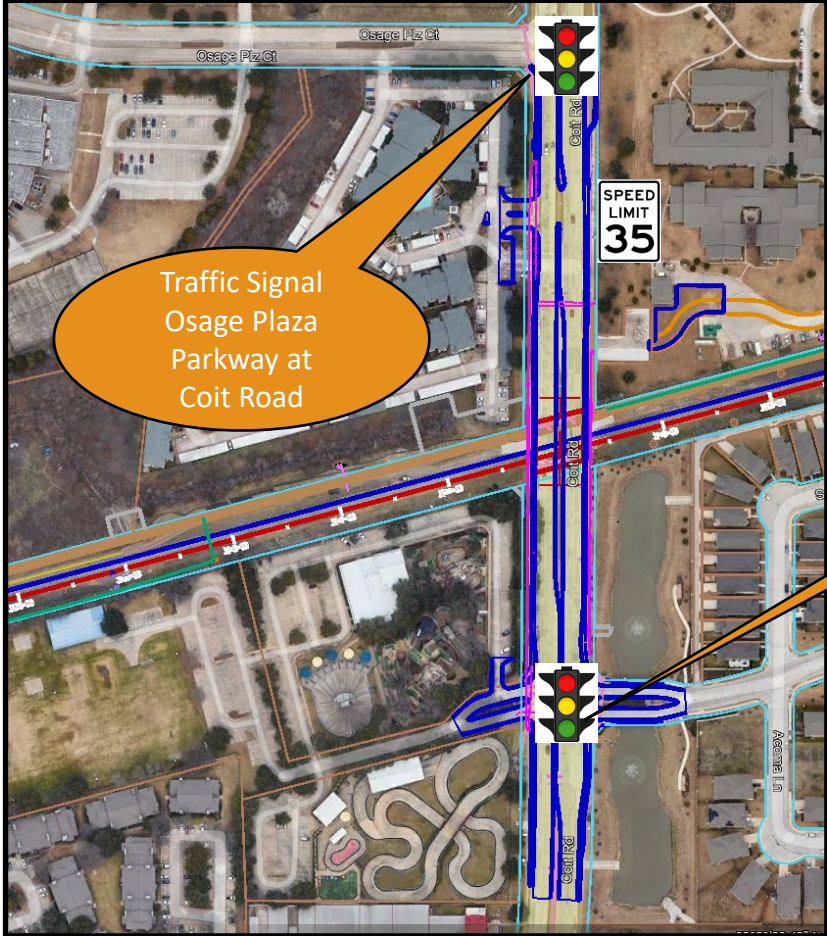 Osage Plz Ct
Osage Plz Ct
Coit Rd
SPEED
LIMIT
35
Traffic Signal
Osage Plaza
Parkway at
Coit Road
Coit Rd
Acoma Ln
Coit Rd